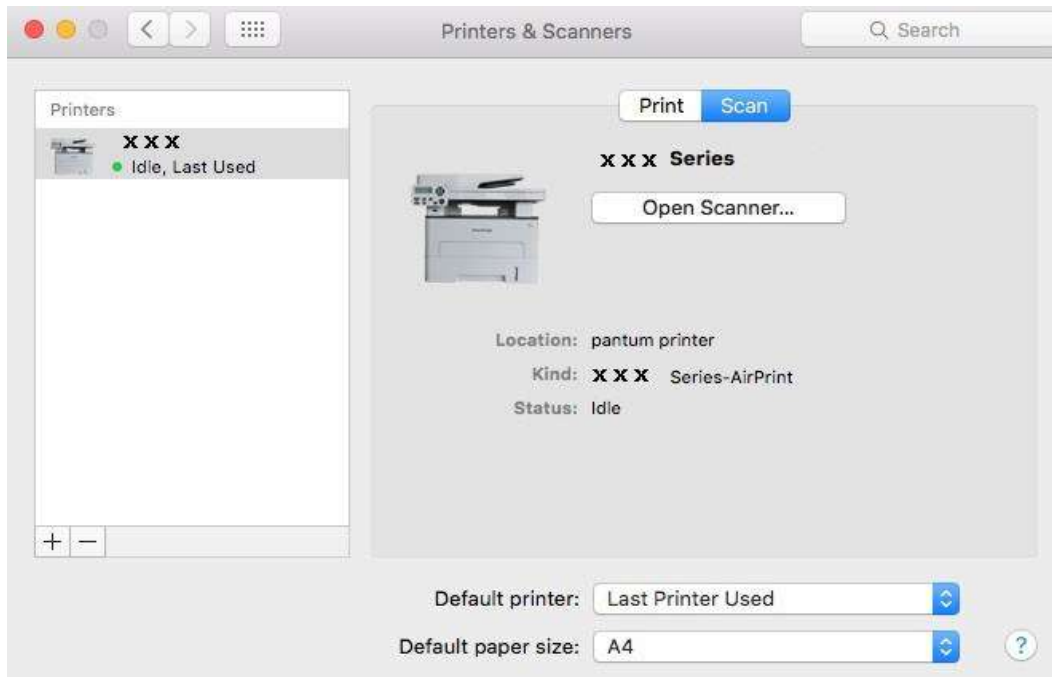 Printers & Scanners
Search
Printers
X X X
Idle, Last Used
Print Scan
X X X Series
Open Scanner...
Location: pantum printer
Kind: X X X Series-AirPrint
Status: Idle
+ −
Default printer: Last Printer Used
Default paper size: A4
?